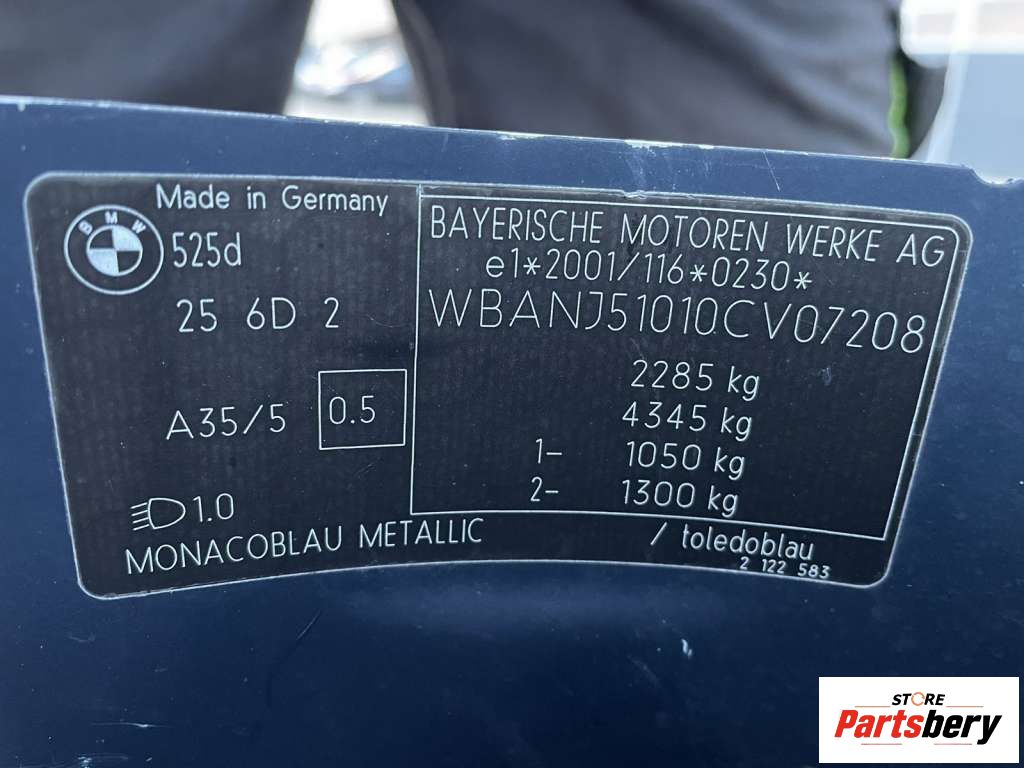 Made in Germany
BMW
525d
25 6D 2
A35/5 0.5
1.0
MONACOBLAU METALLIC / toledoblau
2 122 583
BAYERISCHE MOTOREN WERKE AG
e1*2001/116*0230*
WBANJ51010CV07208
2285 kg
4345 kg
1- 1050 kg
2- 1300 kg
STORE
Partsbery